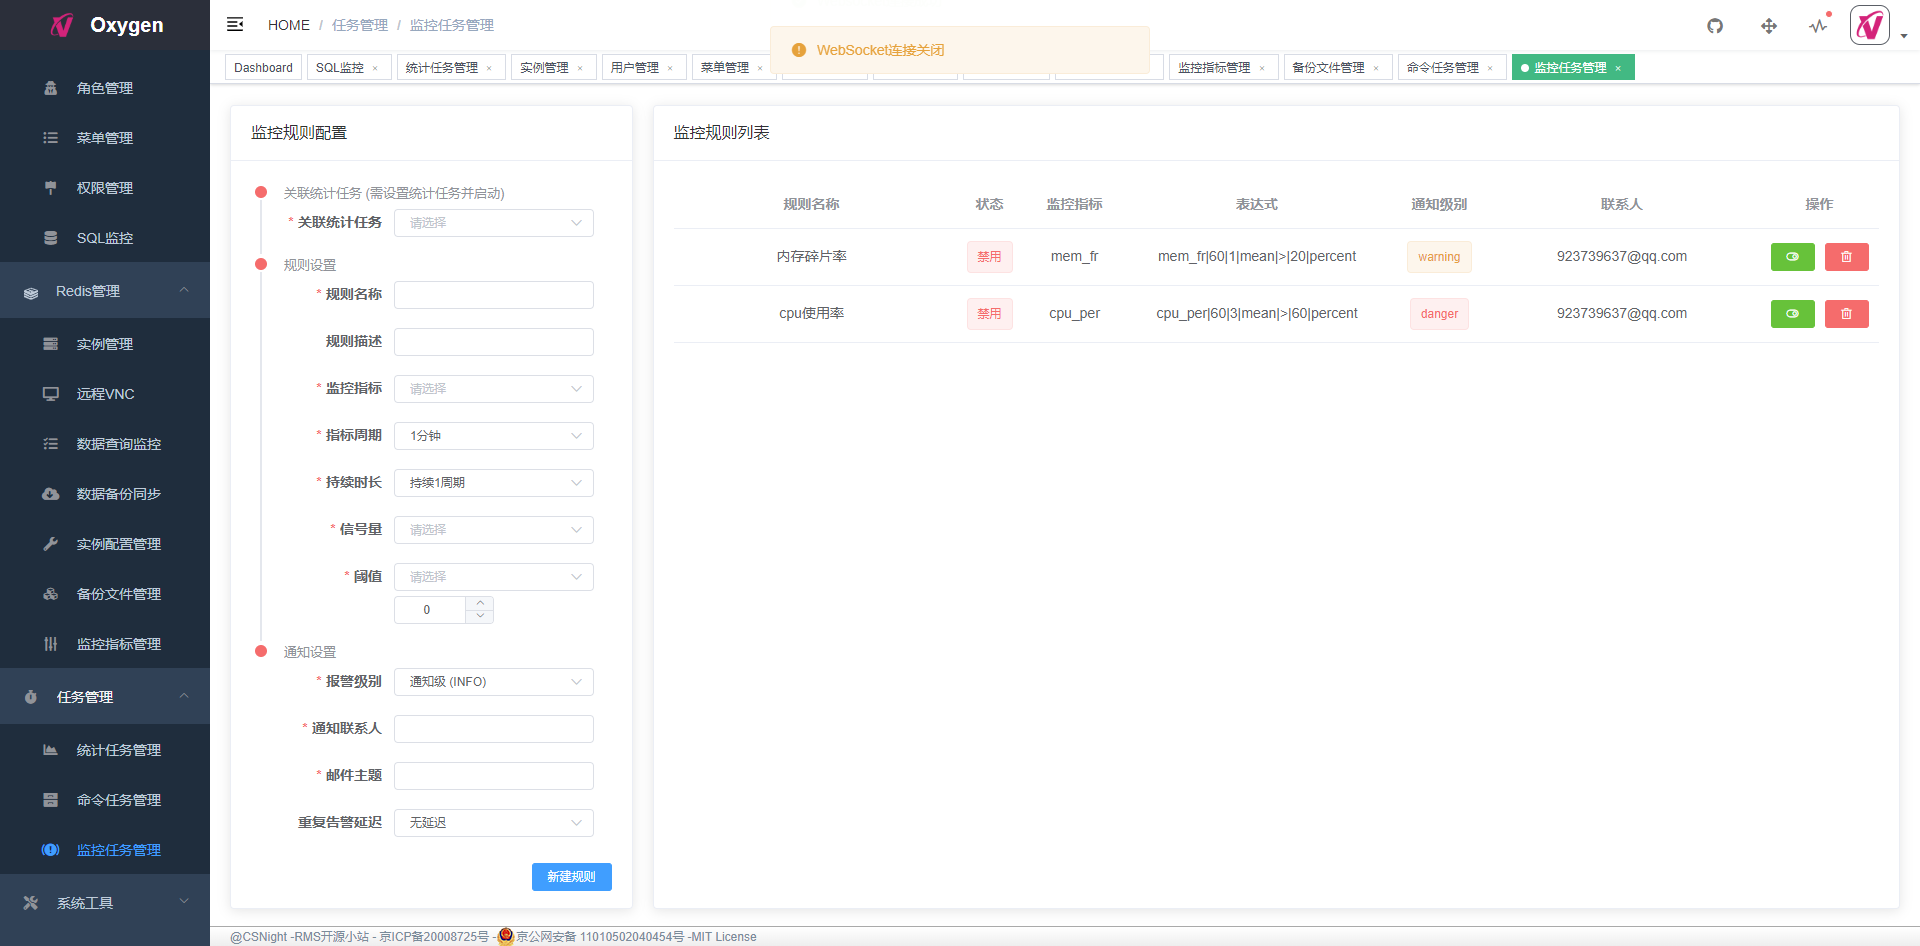 Oxygen
角色管理
菜单管理
权限管理
SQL监控
Redis管理
实例管理
远程VNC
数据查询监控
数据备份同步
实例配置管理
备份文件管理
监控指标管理
任务管理
统计任务管理
命令任务管理
监控任务管理
系统工具
HOME / 任务管理 / 监控任务管理
WebSocket连接关闭
Dashboard SQL监控 × 统计任务管理 × 实例管理 × 用户管理 × 菜单管理 × 监控指标管理 × 备份文件管理 × 命令任务管理 × 监控任务管理 ×
监控规则配置
关联统计任务 (需设置统计任务并启动)
* 关联统计任务 请选择
规则设置
* 规则名称
规则描述
* 监控指标 请选择
* 指标周期 1分钟
* 持续时长 持续1周期
* 信号量 请选择
* 阈值 请选择
0
通知设置
* 报警级别 通知级 (INFO)
* 通知联系人
* 邮件主题
重复告警延迟 无延迟
新建规则
监控规则列表
规则名称 状态 监控指标 表达式 通知级别 联系人 操作
内存碎片率 禁用 mem_fr mem_fr|60|1|mean|>|20|percent warning 923739637@qq.com
cpu使用率 禁用 cpu_per cpu_per|60|3|mean|>|60|percent danger 923739637@qq.com
@CSNight -RMS开源小站 - 京ICP备20008725号 - 京公网安备 11010502040454号 -MIT License